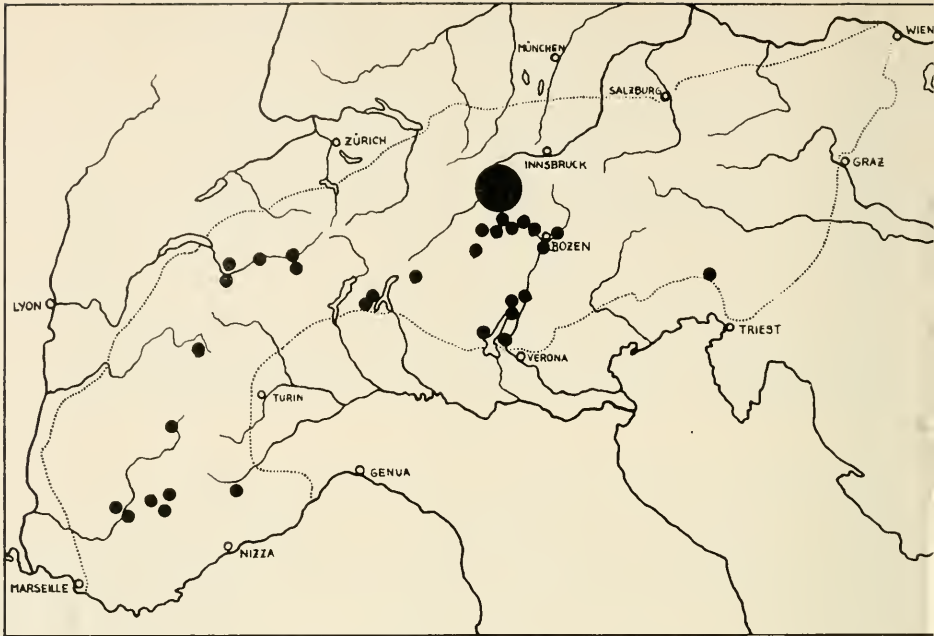 WIEN
MÜNCHEN
SALZBURG
ZÜRICH
INNSBRUCK
GRAZ
BOZEN
LYON
TRIEST
VERONA
TURIN
GENUA
NIZZA
MARSEILLE